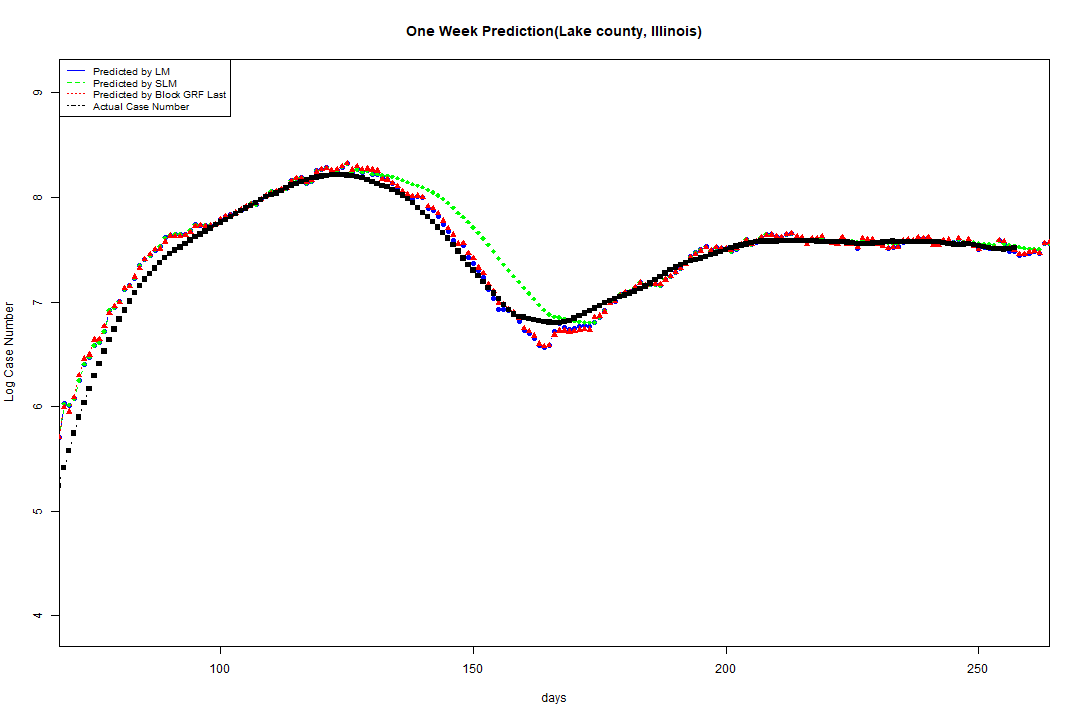 One Week Prediction(Lake county, Illinois)
Predicted by LM
Predicted by SLM
Predicted by Block GRF Last
Actual Case Number
9
8
7
6
5
4
Log Case Number
100 150 200 250
days